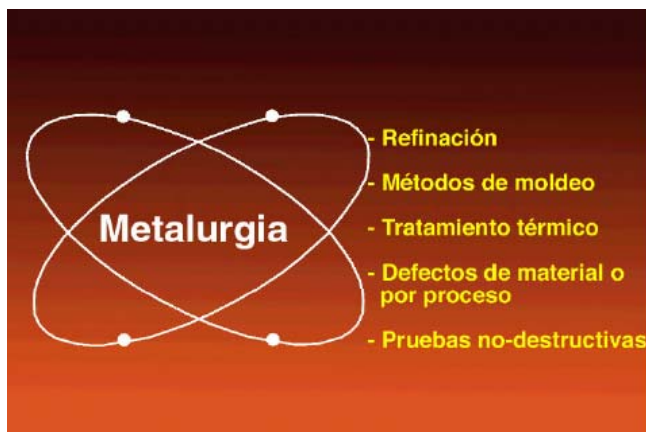 Metalurgia
- Refinación
- Métodos de moldeo
- Tratamiento térmico
- Defectos de material o
por proceso
- Pruebas no-destructivas